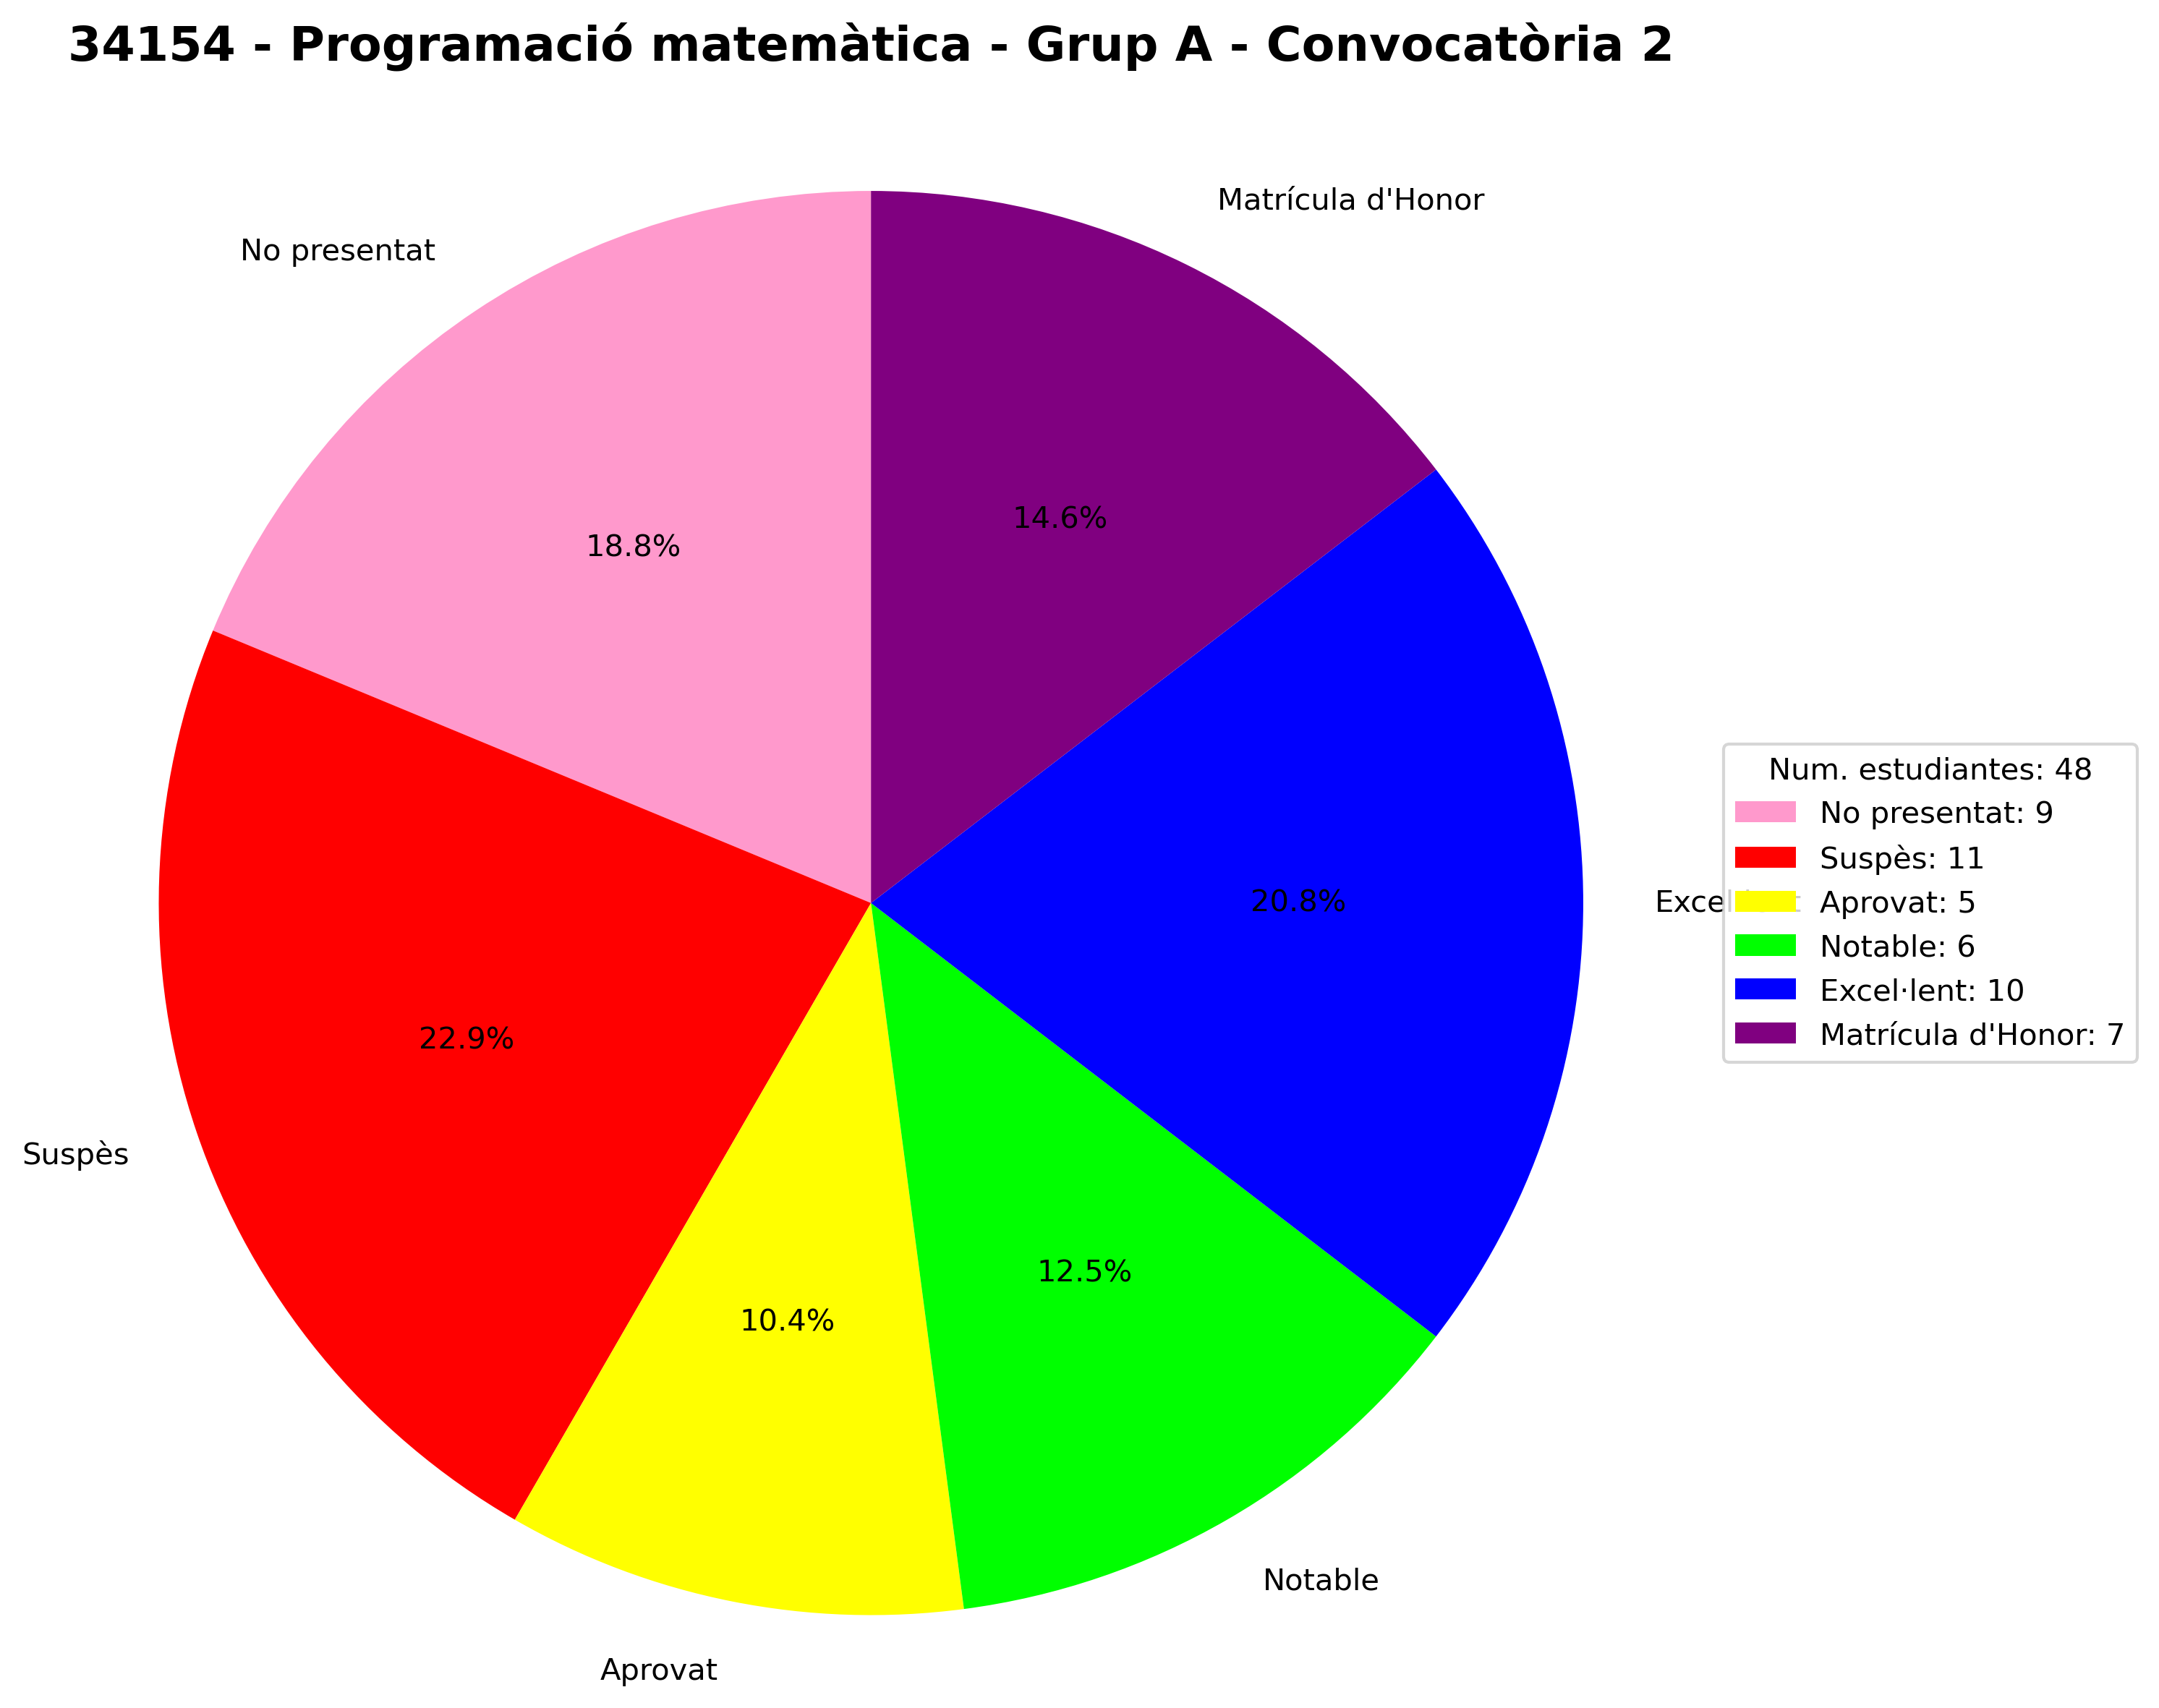 34154 - Programació matemàtica - Grup A - Convocatòria 2
Matrícula d'Honor
No presentat
14.6%
18.8%
20.8%
22.9%
Suspès
12.5%
10.4%
Notable
Aprovat
Num. estudiantes: 48
No presentat: 9
Suspès: 11
Aprovat: 5
Notable: 6
Excel·lent: 10
Matrícula d'Honor: 7